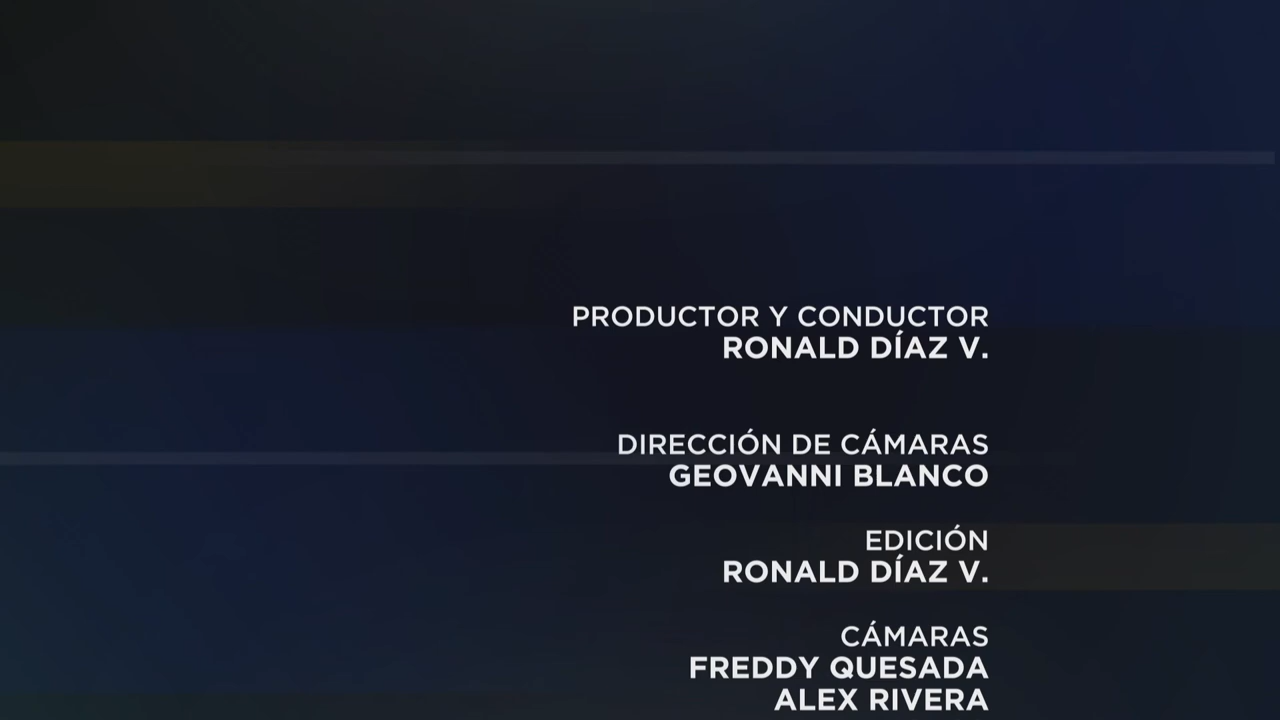 PRODUCTOR Y CONDUCTOR
RONALD DÍAZ V.
DIRECCIÓN DE CÁMARAS
GEOVANNI BLANCO
EDICIÓN
RONALD DÍAZ V.
CÁMARAS
FREDDY QUESADA
ALEX RIVERA